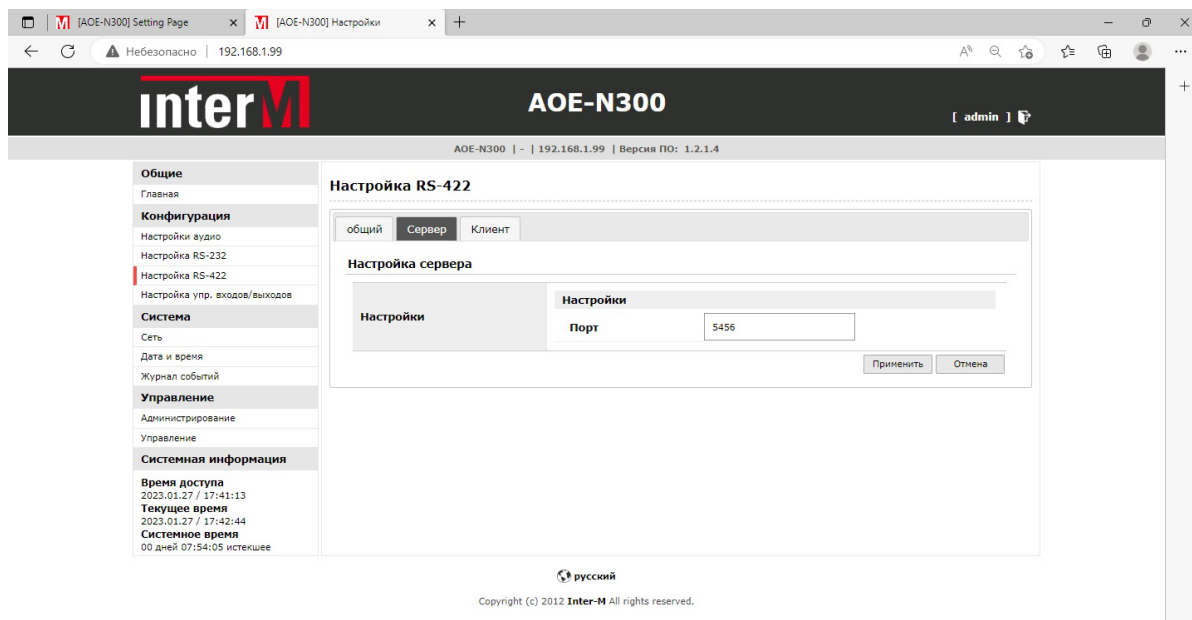 [AOE-N300] Setting Page
[AOE-N300] Настройки
Небезопасно | 192.168.1.99
inter M
AOE-N300
[ admin ]
AOE-N300 | - | 192.168.1.99 | Версия ПО: 1.2.1.4
Общие
Главная
Конфигурация
Настройки аудио
Настройка RS-232
Настройка RS-422
Настройка упр. входов/выходов
Система
Сеть
Дата и время
Журнал событий
Управление
Администрирование
Управление
Системная информация
Время доступа
2023.01.27 / 17:41:13
Текущее время
2023.01.27 / 17:42:44
Системное время
00 дней 07:54:05 истекшее
Настройка RS-422
общий Сервер Клиент
Настройка сервера
Настройки
Настройки
Порт 5456
Применить Отмена
русский
Copyright (c) 2012 Inter-M All rights reserved.